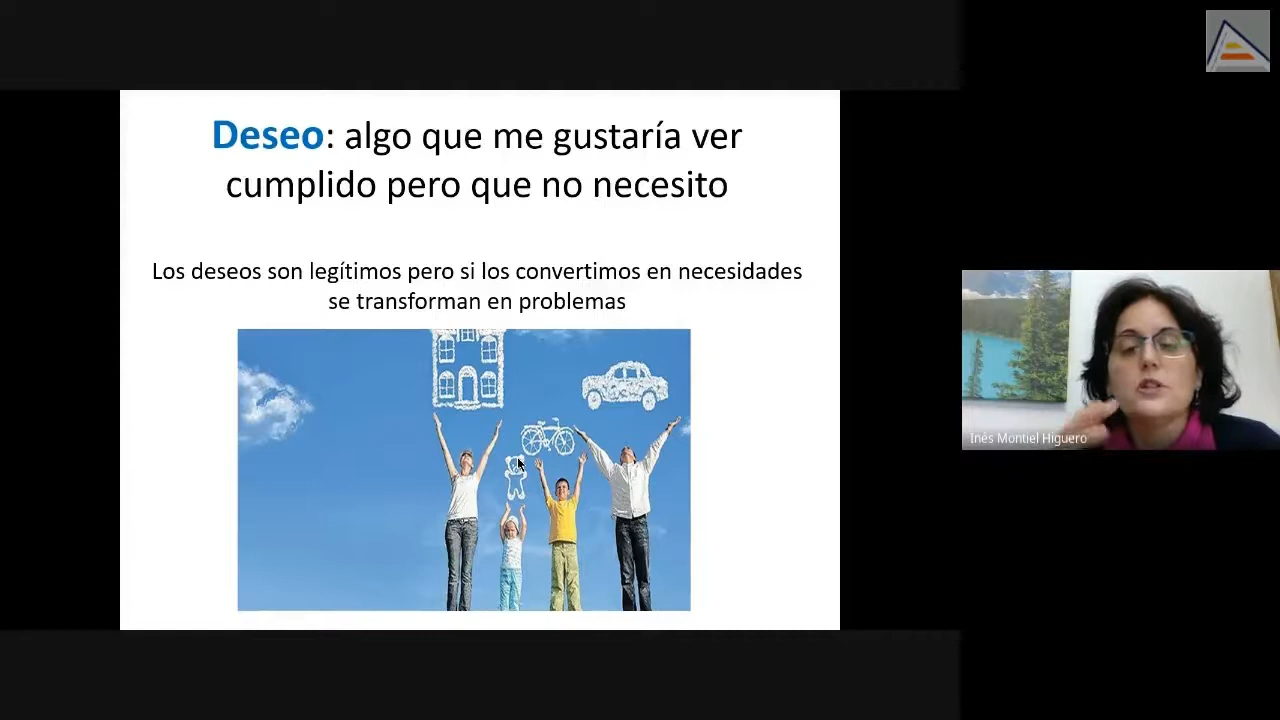 Deseo: algo que me gustaría ver
cumplido pero que no necesito
Los deseos son legítimos pero si los convertimos en necesidades
se transforman en problemas
Inés Montiel Higuero